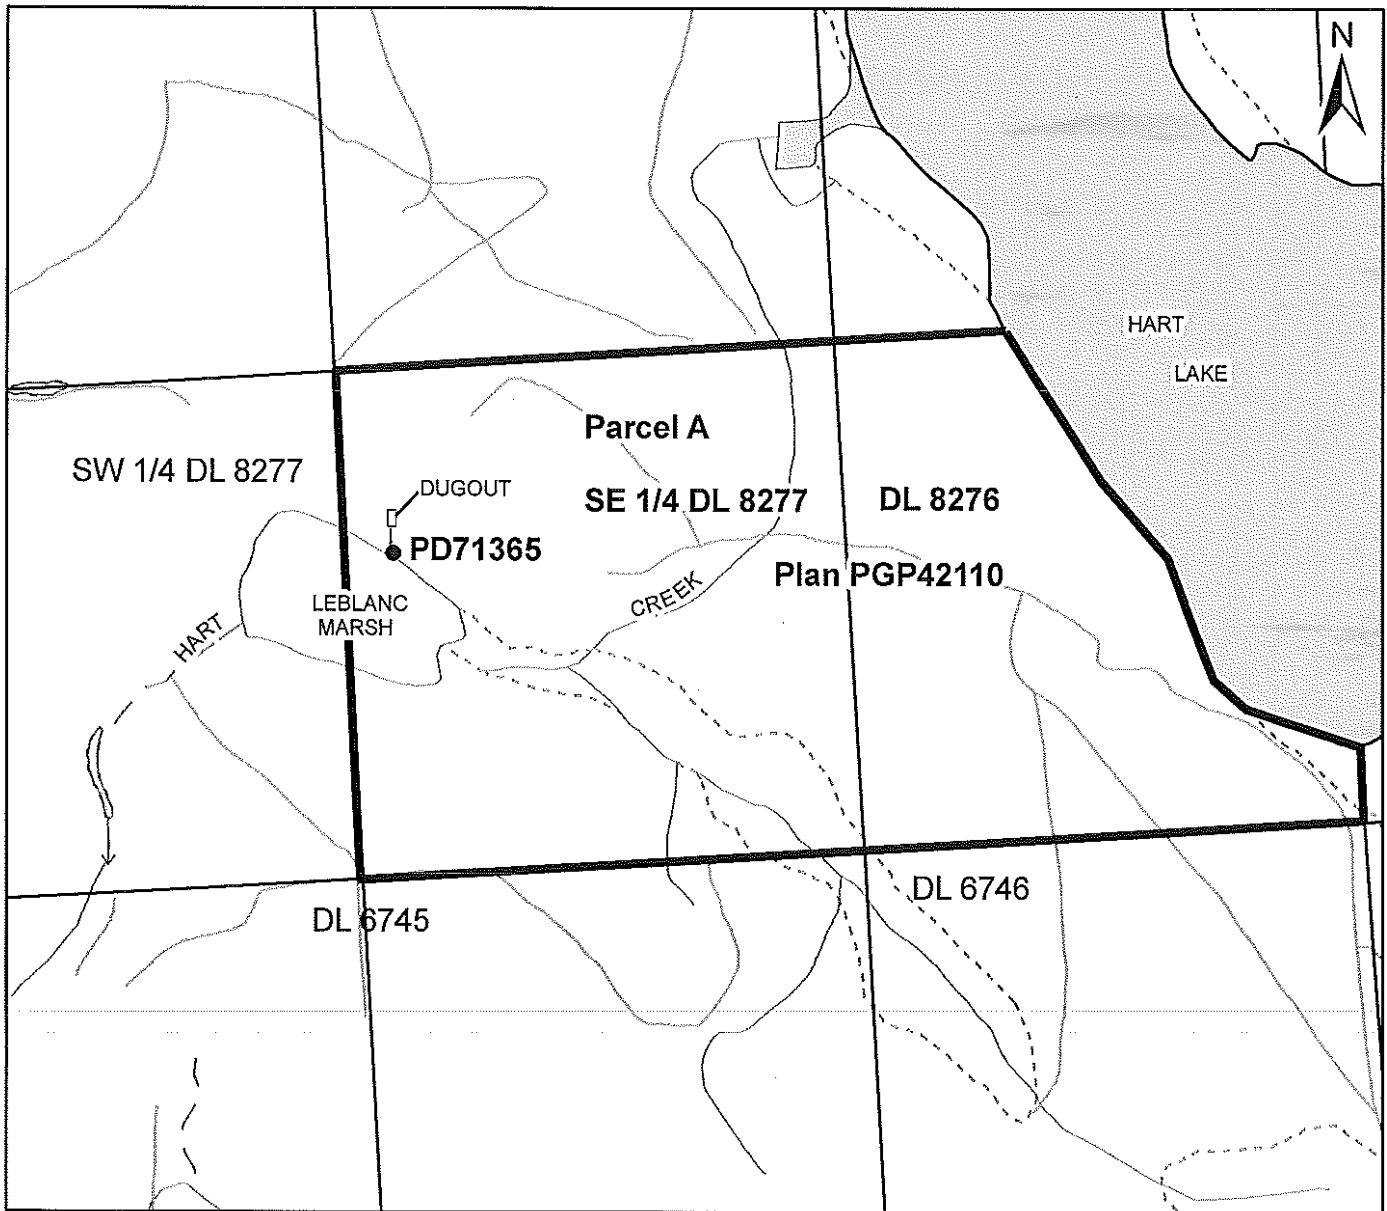 N
HART
LAKE
Parcel A
SW 1/4 DL 8277
DUGOUT
SE 1/4 DL 8277
DL 8276
PD71365
Plan PGP42110
CREEK
LEBLANC
MARSH
HART
DL 6746
DL 6745